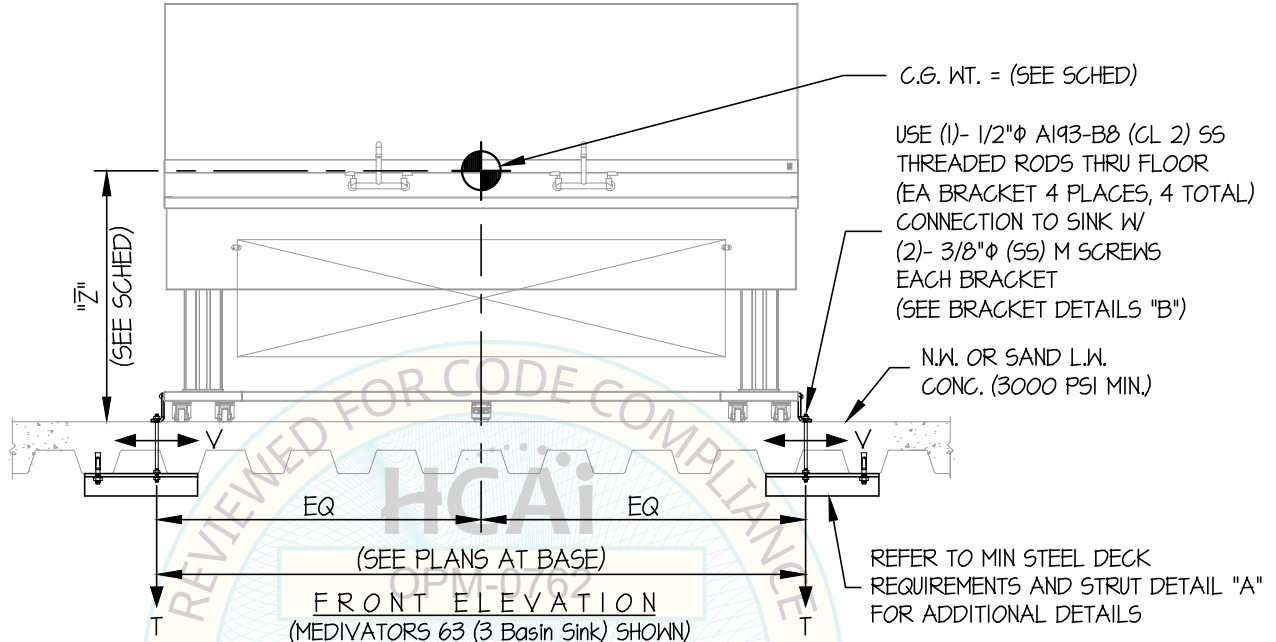 C.G. WT. = (SEE SCHED)
USE (1)- 1/2"Φ A193-B8 (CL 2) SS
THREADED RODS THRU FLOOR
(EA BRACKET 4 PLACES, 4 TOTAL)
CONNECTION TO SINK W/
(2)- 3/8"Φ (SS) M SCREWS
EACH BRACKET
(SEE BRACKET DETAILS "B")
"Z̅"
(SEE SCHED)
N.W. OR SAND L.W.
CONC. (3000 PSI MIN.)
V
V
REVIEWED FOR CODE COMPLIANCE
HCAi
EQ
EQ
(SEE PLANS AT BASE)
OPM-0762
REFER TO MIN STEEL DECK
REQUIREMENTS AND STRUT DETAIL "A"
FOR ADDITIONAL DETAILS
FRONT ELEVATION
(MEDIVATORS 63 (3 Basin Sink) SHOWN)
T
T